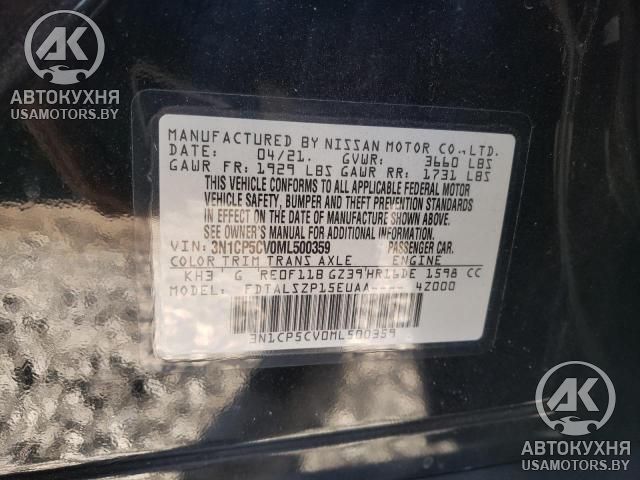 AK
АВТОКУХНЯ
USAMOTORS.BY
MANUFACTURED BY NISSAN MOTOR CO.,LTD.
DATE: 04/21. GVWR: 3660 LBS
GAWR FR: 1929 LBS GAWR RR: 1731 LBS
THIS VEHICLE CONFORMS TO ALL APPLICABLE FEDERAL MOTOR
VEHICLE SAFETY, BUMPER AND THEFT PREVENTION STANDARDS
IN EFFECT ON THE DATE OF MANUFACTURE SHOWN ABOVE.
SEE OWNER'S MANUAL FOR ADDITIONAL INFORMATION.
VIN: 3N1CP5CV0ML500359 PASSENGER CAR.
COLOR TRIM TRANS AXLE ENGINE
KH3 G RE0F11B GZ39 HR16DE 1598 CC
MODEL: FDTALSZP15EUAA---- 4Z000
3N1CP5CV0ML500359
AK
АВТОКУХНЯ
USAMOTORS.BY